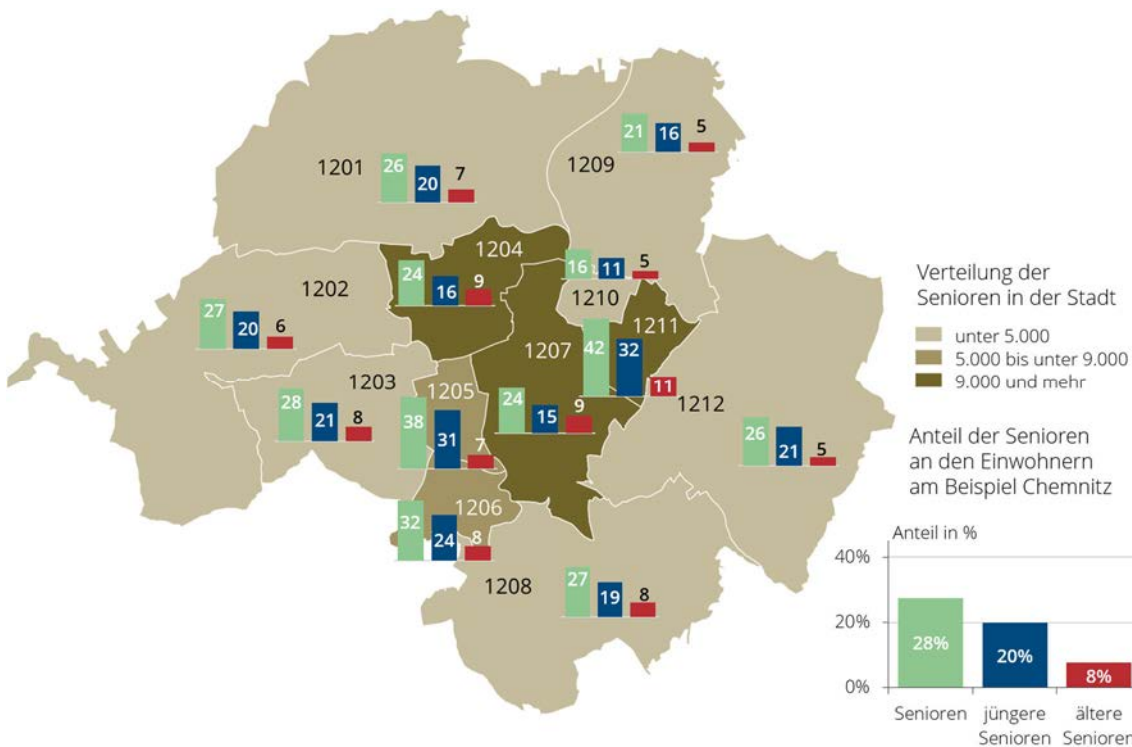 21 16 5
1209
1201
26 20 7
1204
24 16 9
16 11 5
1210
1202
27 20 6
1211
42 32 11
1207
24 15 9
1203
28 21 8
1205
38 31 7
1212
26 21 5
1206
32 24 8
1208
27 19 8
Verteilung der
Senioren in der Stadt
unter 5.000
5.000 bis unter 9.000
9.000 und mehr
Anteil der Senioren
an den Einwohnern
am Beispiel Chemnitz
Anteil in %
40%
20%
0%
28% 20% 8%
Senioren jüngere ältere
Senioren Senioren